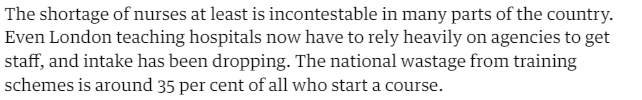 The shortage of nurses at least is incontestable in many parts of the country.
Even London teaching hospitals now have to rely heavily on agencies to get
staff, and intake has been dropping. The national wastage from training
schemes is around 35 per cent of all who start a course.